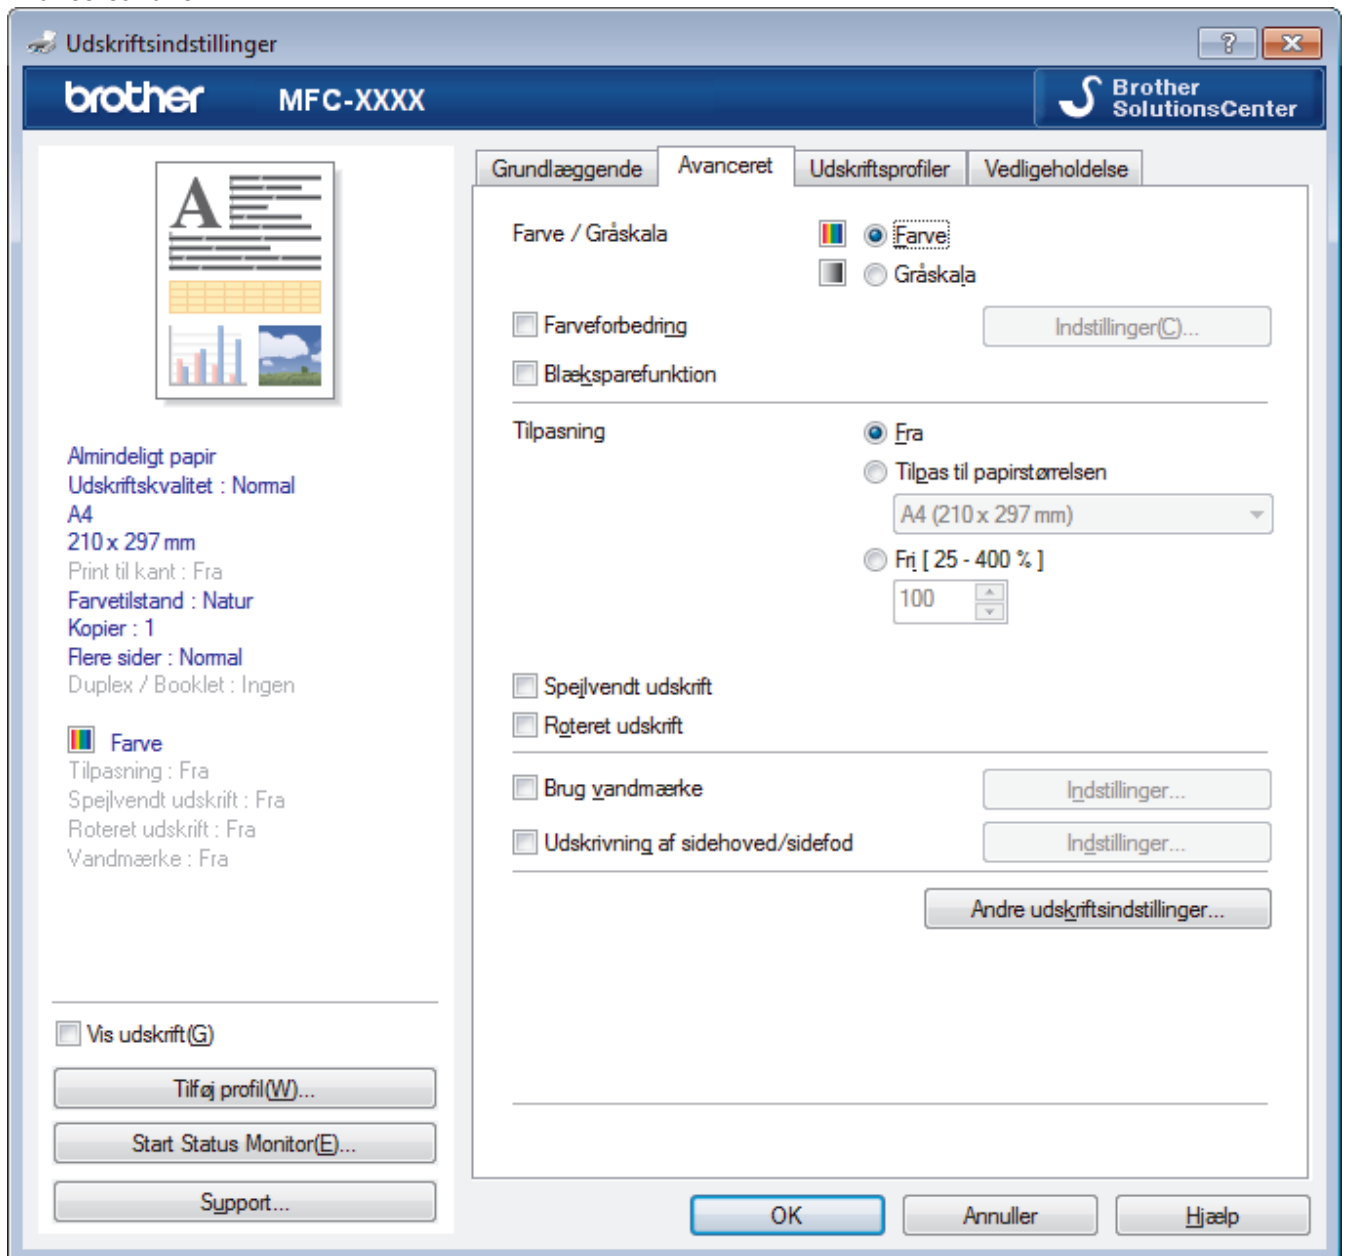 Udskriftsindstillinger
brother MFC-XXXX
Brother
SolutionsCenter
A
Almindeligt papir
Udskriftskvalitet : Normal
A4
210 x 297 mm
Print til kant : Fra
Farvetilstand : Natur
Kopier : 1
Flere sider : Normal
Duplex / Booklet : Ingen
Farve
Tilpasning : Fra
Spejlvendt udskrift : Fra
Roteret udskrift : Fra
Vandmærke : Fra
Vis udskrift(G)
Tilføj profil(W)...
Start Status Monitor(E)...
Support...
Grundlæggende Avanceret Udskriftsprofiler Vedligeholdelse
Farve / Gråskala Farve
Gråskala
Farveforbedring Indstillinger(C)...
Blæksparefunktion
Tilpasning Fra
Tilpas til papirstørrelsen
A4 (210 x 297 mm)
Fri [ 25 - 400 % ]
100
Spejlvendt udskrift
Roteret udskrift
Brug vandmærke Indstillinger...
Udskrivning af sidehoved/sidefod Indstillinger...
Andre udskriftsindstillinger...
OK Annuller Hjælp